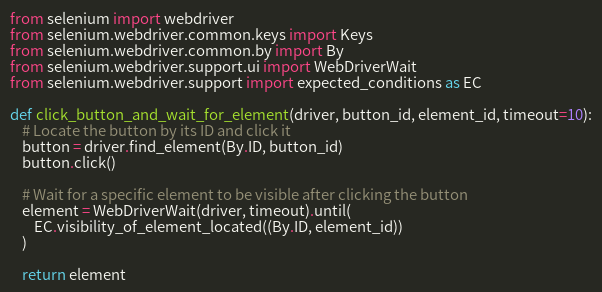 from selenium import webdriver
from selenium.webdriver.common.keys import Keys
from selenium.webdriver.common.by import By
from selenium.webdriver.support.ui import WebDriverWait
from selenium.webdriver.support import expected_conditions as EC

def click_button_and_wait_for_element(driver, button_id, element_id, timeout=10):
    # Locate the button by its ID and click it
    button = driver.find_element(By.ID, button_id)
    button.click()

    # Wait for a specific element to be visible after clicking the button
    element = WebDriverWait(driver, timeout).until(
        EC.visibility_of_element_located((By.ID, element_id))
    )

    return element